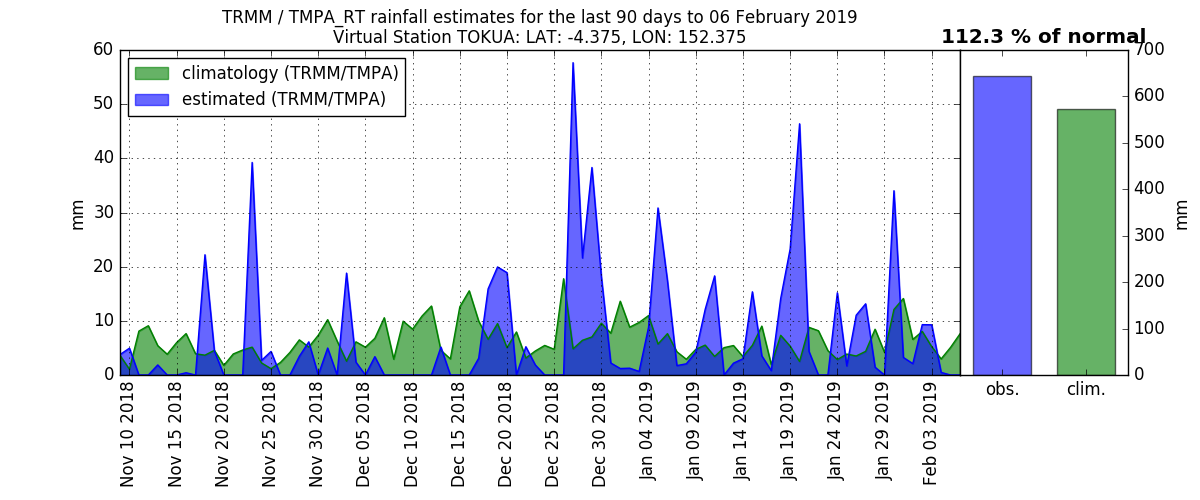 TRMM / TMPA_RT rainfall estimates for the last 90 days to 06 February 2019
Virtual Station TOKUA: LAT: -4.375, LON: 152.375
112.3 % of normal
climatology (TRMM/TMPA)
estimated (TRMM/TMPA)
60
50
40
30
20
10
0
mm
700
600
500
400
300
200
100
0
mm
Nov 10 2018
Nov 15 2018
Nov 20 2018
Nov 25 2018
Nov 30 2018
Dec 05 2018
Dec 10 2018
Dec 15 2018
Dec 20 2018
Dec 25 2018
Dec 30 2018
Jan 04 2019
Jan 09 2019
Jan 14 2019
Jan 19 2019
Jan 24 2019
Jan 29 2019
Feb 03 2019
obs.
clim.